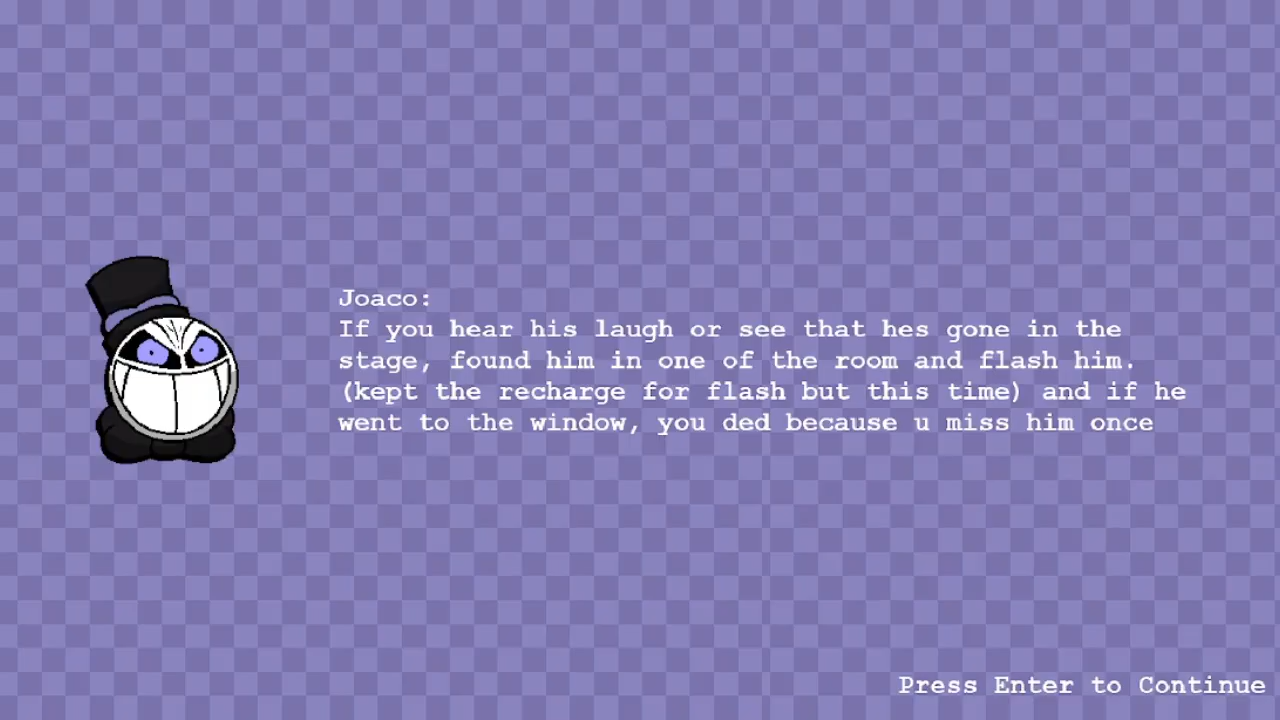 Joaco:
If you hear his laugh or see that hes gone in the
stage, found him in one of the room and flash him.
(kept the recharge for flash but this time) and if he
went to the window, you ded because u miss him once
Press Enter to Continue